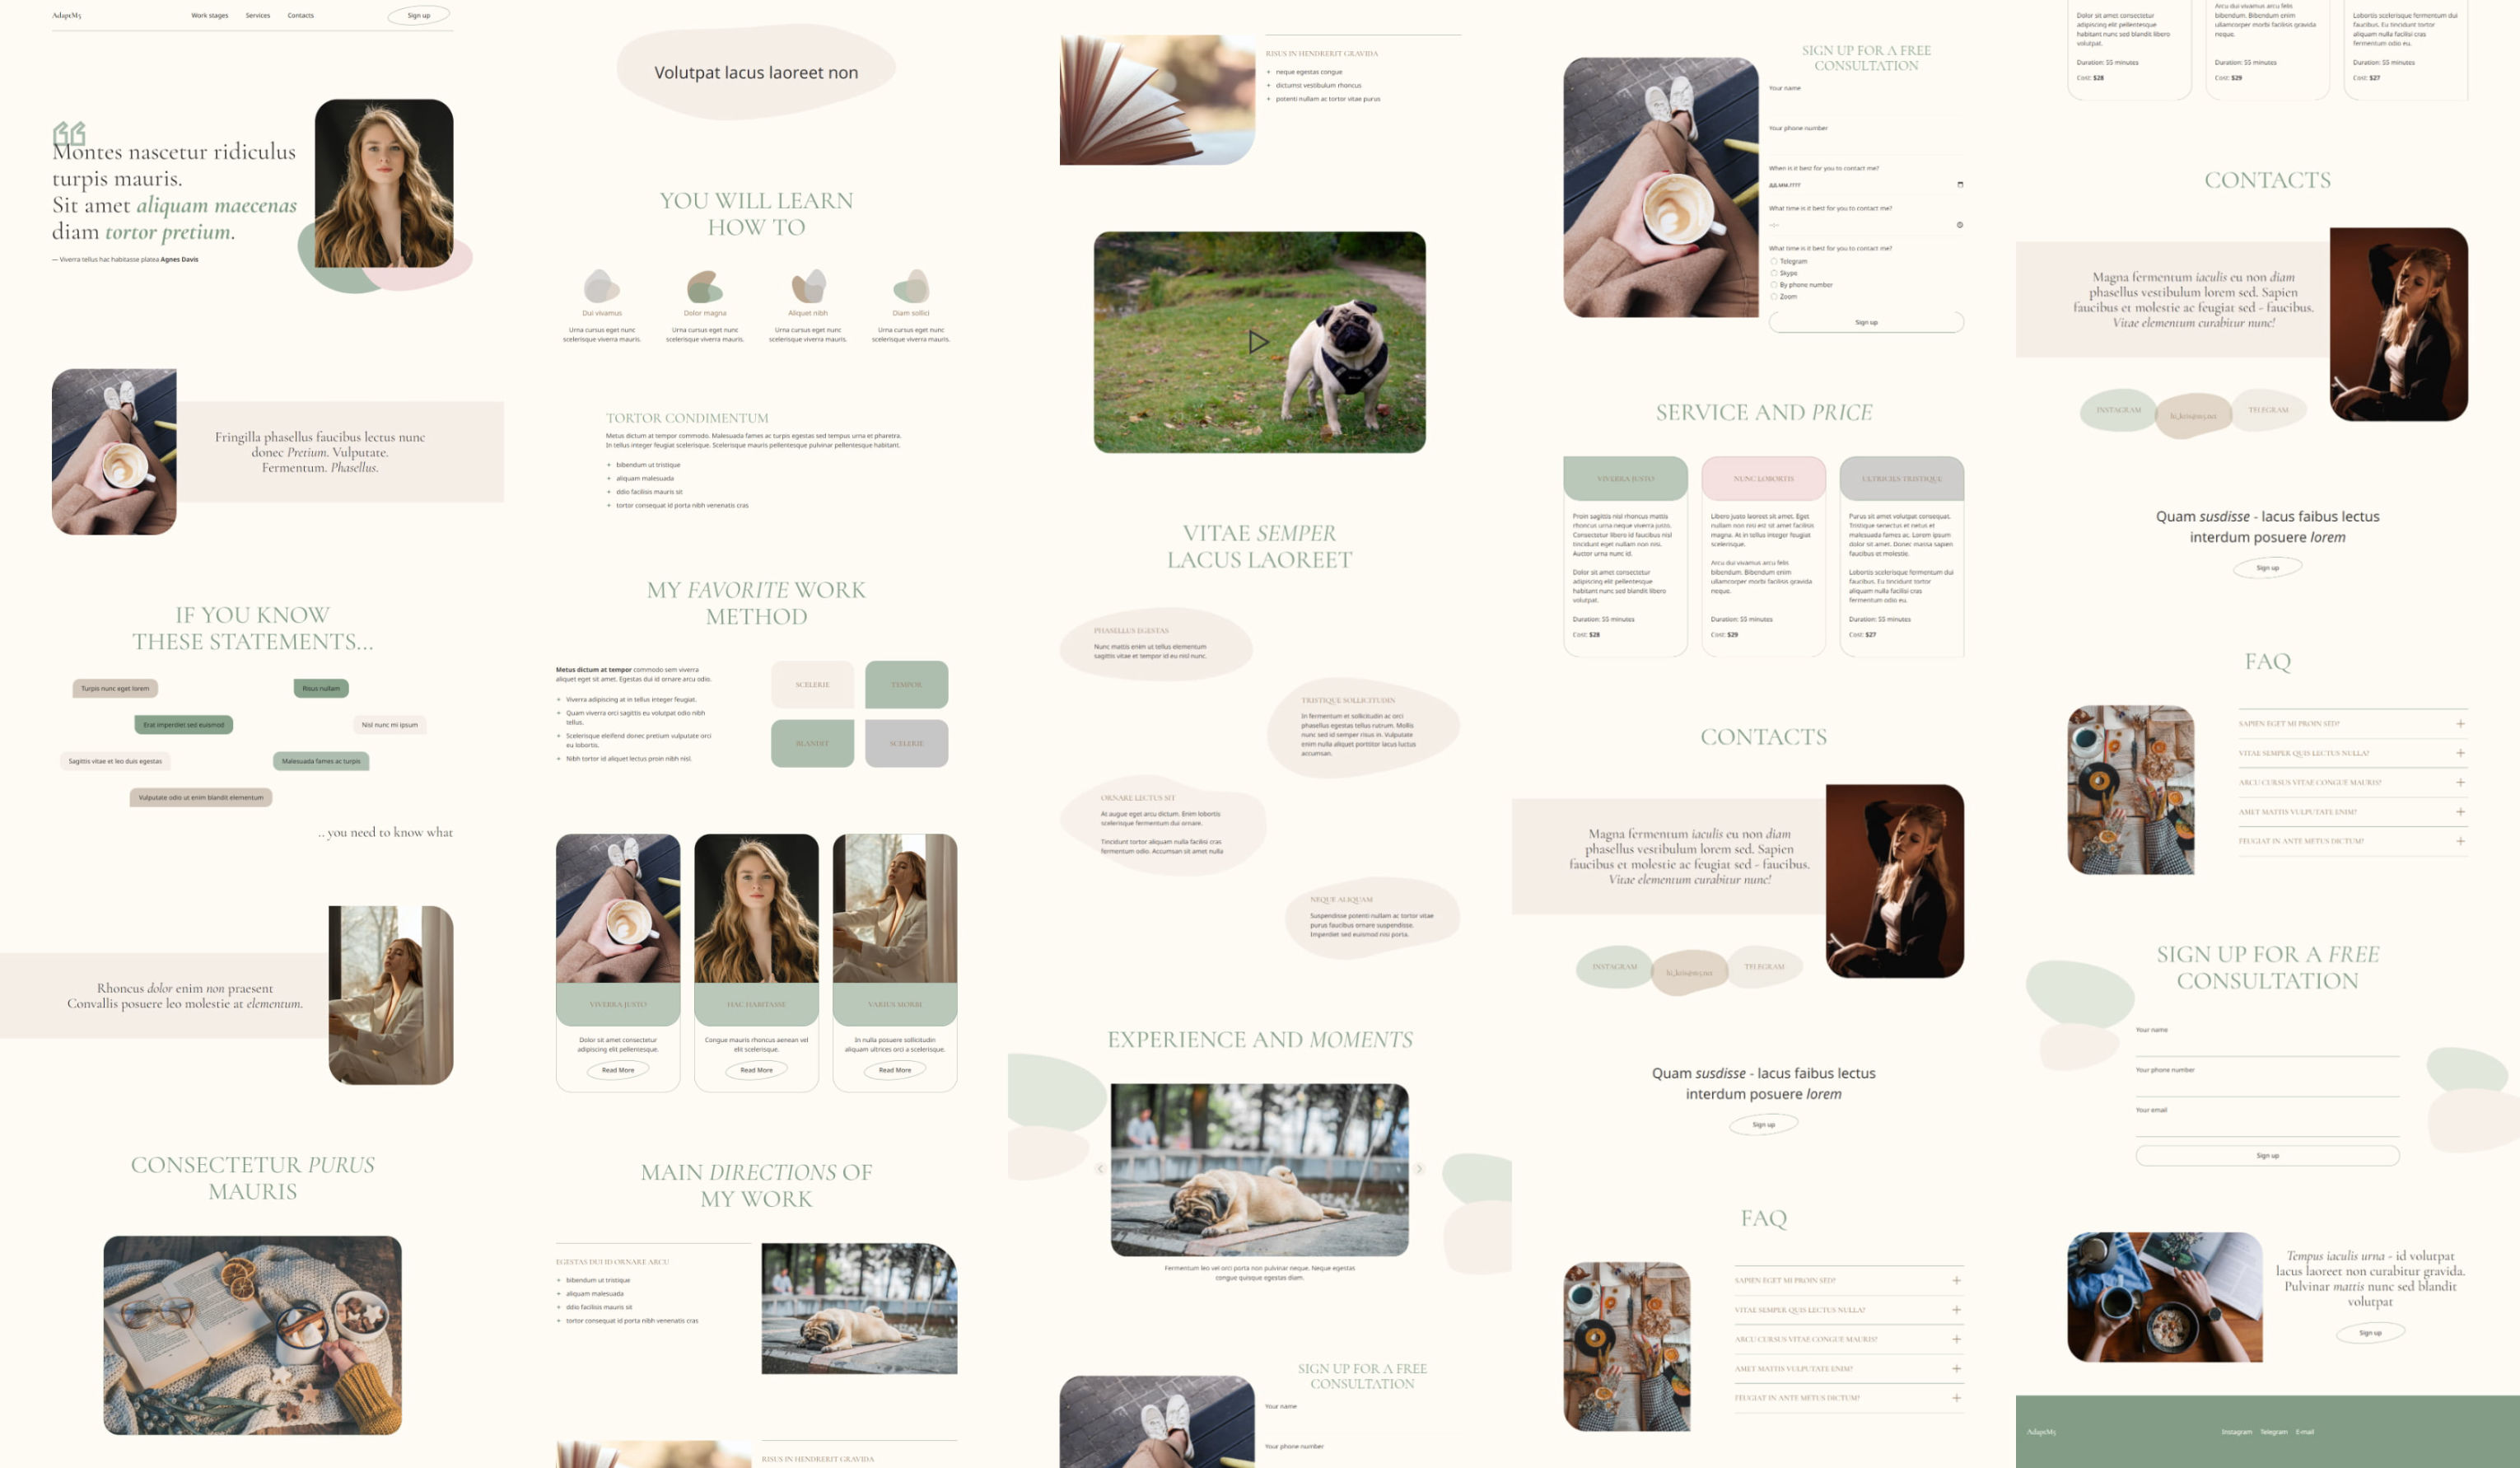 AdaptM5
Work stages
Services
Contacts
Sign up
Montes nascetur ridiculus
turpis mauris.
Sit amet aliquam maecenas
diam tortor pretium.
— Viverra tellus hac habitasse platea Agnes Davis
Fringilla phasellus faucibus lectus nunc
donec Pretium. Vulputate.
Fermentum. Phasellus.
IF YOU KNOW
THESE STATEMENTS...
Turpis nunc eget lorem
Risus nullam
Erat imperdiet sed euismod
Nisl nunc mi ipsum
Sagittis vitae et leo duis egestas
Malesuada fames ac turpis
Vulputate odio ut enim blandit elementum
.. you need to know what
Rhoncus dolor enim non praesent
Convallis posuere leo molestie at elementum.
CONSECTETUR PURUS
MAURIS
Volutpat lacus laoreet non
YOU WILL LEARN
HOW TO
Dui vivamus
Urna cursus eget nunc
scelerisque viverra mauris.
Dolor magna
Urna cursus eget nunc
scelerisque viverra mauris.
Aliquet nibh
Urna cursus eget nunc
scelerisque viverra mauris.
Diam sollici
Urna cursus eget nunc
scelerisque viverra mauris.
TORTOR CONDIMENTUM
Metus dictum at tempor commodo. Malesuada fames ac turpis egestas sed tempus urna et pharetra.
In tellus integer feugiat scelerisque. Scelerisque mauris pellentesque pulvinar pellentesque habitant.
+ bibendum ut tristique
+ aliquam malesuada
+ ddio facilisis mauris sit
+ tortor consequat id porta nibh venenatis cras
MY FAVORITE WORK
METHOD
Metus dictum at tempor commodo sem viverra
aliquet eget sit amet. Egestas dui id ornare arcu odio.
+ Viverra adipiscing at in tellus integer feugiat.
+ Quam viverra orci sagittis eu volutpat odio nibh
tellus.
+ Scelerisque eleifend donec pretium vulputate orci
eu lobortis.
+ Nibh tortor id aliquet lectus proin nibh nisl.
SCELERIE
TEMPOR
BLANDIT
SCELERIE
VIVERRA JUSTO
Dolor sit amet consectetur
adipiscing elit pellentesque.
Read More
HAC HABITASSE
Congue mauris rhoncus aenean vel
elit scelerisque.
Read More
VARIUS MORBI
In nulla posuere sollicitudin
aliquam ultrices orci a scelerisque.
Read More
MAIN DIRECTIONS OF
MY WORK
EGESTAS DUI ID ORNARE ARCU
+ bibendum ut tristique
+ aliquam malesuada
+ ddio facilisis mauris sit
+ tortor consequat id porta nibh venenatis cras
RISUS IN HENDRERIT GRAVIDA
RISUS IN HENDRERIT GRAVIDA
+ neque egestas congue
+ dictumst vestibulum rhoncus
+ potenti nullam ac tortor vitae purus
VITAE SEMPER
LACUS LAOREET
PHASELLUS EGESTAS
Nunc mattis enim ut tellus elementum
sagittis vitae et tempor id eu nisl nunc.
TRISTIQUE SOLLICITUDIN
In fermentum et sollicitudin ac orci
phasellus egestas tellus rutrum. Mollis
nunc sed id semper risus in. Vulputate
enim nulla aliquet porttitor lacus luctus
accumsan.
ORNARE LECTUS SIT
At augue eget arcu dictum. Enim lobortis
scelerisque fermentum dui ornare.
Tincidunt tortor aliquam nulla facilisi cras
fermentum odio. Accumsan sit amet nulla
NEQUE ALIQUAM
Suspendisse potenti nullam ac tortor vitae
purus faucibus ornare suspendisse.
Imperdiet sed euismod nisi porta.
EXPERIENCE AND MOMENTS
Fermentum leo vel orci porta non pulvinar neque. Neque egestas
congue quisque egestas diam.
SIGN UP FOR A FREE
CONSULTATION
Your name
Your phone number
SIGN UP FOR A FREE
CONSULTATION
Your name
Your phone number
When is it best for you to contact me?
ДД.ММ.ГГГГ
What time is it best for you to contact me?
--:--
What time is it best for you to contact me?
Telegram
Skype
By phone number
Zoom
Sign up
SERVICE AND PRICE
VIVERRA JUSTO
Proin sagittis nisl rhoncus mattis
rhoncus urna neque viverra justo.
Consectetur libero id faucibus nisl
tincidunt eget nullam non nisi.
Auctor urna nunc id.
Dolor sit amet consectetur
adipiscing elit pellentesque
habitant nunc sed blandit libero
volutpat.
Duration: 55 minutes
Cost: $28
NUNC LOBORTIS
Libero justo laoreet sit amet. Eget
nullam non nisi est sit amet facilisis
magna. At in tellus integer feugiat
scelerisque.
Arcu dui vivamus arcu felis
bibendum. Bibendum enim
ullamcorper morbi facilisis gravida
neque.
Duration: 55 minutes
Cost: $29
ULTRICIES TRISTIQUE
Purus sit amet volutpat consequat.
Tristique senectus et netus et
malesuada fames ac. Lorem ipsum
dolor sit amet. Donec massa sapien
faucibus et molestie.
Lobortis scelerisque fermentum dui
faucibus. Eu tincidunt tortor
aliquam nulla facilisi cras
fermentum odio eu.
Duration: 55 minutes
Cost: $27
CONTACTS
Magna fermentum iaculis eu non diam
phasellus vestibulum lorem sed. Sapien
faucibus et molestie ac feugiat sed - faucibus.
Vitae elementum curabitur nunc!
INSTAGRAM
TELEGRAM
Quam susdisse - lacus faibus lectus
interdum posuere lorem
Sign up
FAQ
SAPIEN EGET MI PROIN SED?
VITAE SEMPER QUIS LECTUS NULLA?
ARCU CURSUS VITAE CONGUE MAURIS?
AMET MATTIS VULPUTATE ENIM?
FEUGIAT IN ANTE METUS DICTUM?
Dolor sit amet consectetur
adipiscing elit pellentesque
habitant nunc sed blandit libero
volutpat.
Duration: 55 minutes
Cost: $28
Arcu dui vivamus arcu felis
bibendum. Bibendum enim
ullamcorper morbi facilisis gravida
neque.
Duration: 55 minutes
Cost: $29
Lobortis scelerisque fermentum dui
faucibus. Eu tincidunt tortor
aliquam nulla facilisi cras
fermentum odio eu.
Duration: 55 minutes
Cost: $27
CONTACTS
Magna fermentum iaculis eu non diam
phasellus vestibulum lorem sed. Sapien
faucibus et molestie ac feugiat sed - faucibus.
Vitae elementum curabitur nunc!
INSTAGRAM
TELEGRAM
Quam susdisse - lacus faibus lectus
interdum posuere lorem
Sign up
FAQ
SAPIEN EGET MI PROIN SED?
VITAE SEMPER QUIS LECTUS NULLA?
ARCU CURSUS VITAE CONGUE MAURIS?
AMET MATTIS VULPUTATE ENIM?
FEUGIAT IN ANTE METUS DICTUM?
SIGN UP FOR A FREE
CONSULTATION
Your name
Your phone number
Your email
Sign up
Tempus iaculis urna - id volutpat
lacus laoreet non curabitur gravida.
Pulvinar mattis nunc sed blandit
volutpat
Sign up
AdaptM5
Instagram
Telegram
E-mail